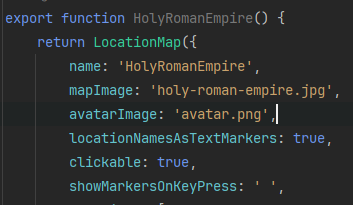 export function HolyRomanEmpire() {
return LocationMap({
name: 'HolyRomanEmpire',
mapImage: 'holy-roman-empire.jpg',
avatarImage: 'avatar.png',
locationNamesAsTextMarkers: true,
clickable: true,
showMarkersOnKeyPress: ' ',